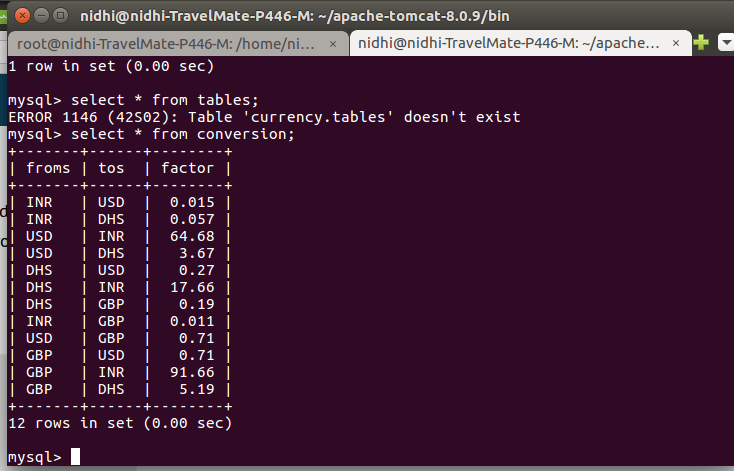 nidhi@nidhi-TravelMate-P446-M: ~/apache-tomcat-8.0.9/bin
root@nidhi-TravelMate-P446-M: /home/ni... × nidhi@nidhi-TravelMate-P446-M: ~/apache... ×
1 row in set (0.00 sec)
mysql> select * from tables;
ERROR 1146 (42S02): Table 'currency.tables' doesn't exist
mysql> select * from conversion;
+-------+------+--------+
| froms | tos  | factor |
+-------+------+--------+
| INR   | USD  |  0.015 |
| INR   | DHS  |  0.057 |
| USD   | INR  |  64.68 |
| USD   | DHS  |   3.67 |
| DHS   | USD  |   0.27 |
| DHS   | INR  |  17.66 |
| DHS   | GBP  |   0.19 |
| INR   | GBP  |  0.011 |
| USD   | GBP  |   0.71 |
| GBP   | USD  |   0.71 |
| GBP   | INR  |  91.66 |
| GBP   | DHS  |   5.19 |
+-------+------+--------+
12 rows in set (0.00 sec)
mysql>